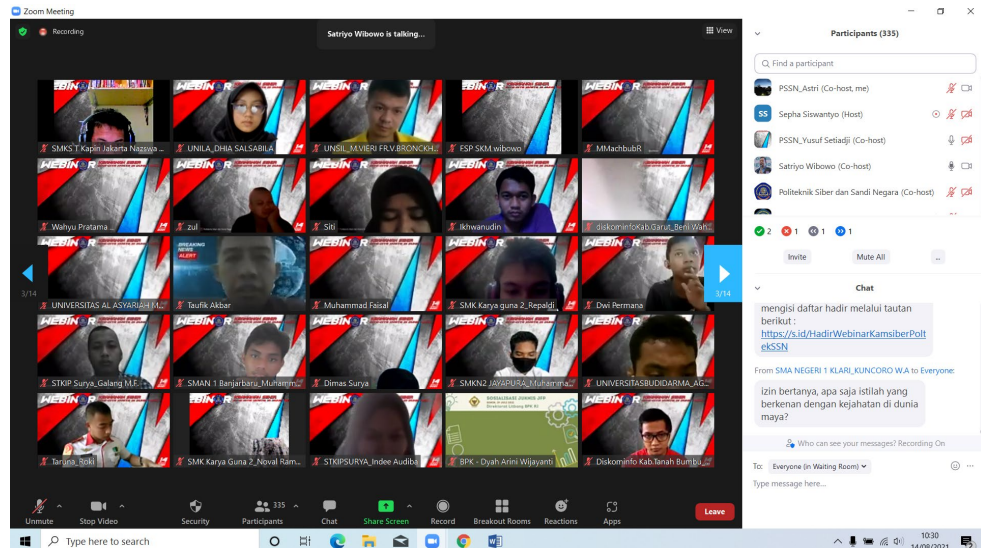 Zoom Meeting
Recording
Satriyo Wibowo is talking...
View
SMKS T Kapin Jakarta Nazswa ...
UNILA_DHIA SALSABILA
UNSIL_M.VIERI FR.V.BRONCKH...
FSP SKM.wibowo
MMachbubR
Wahyu Pratama
zul
Siti
Ikhwanudin
diskominfoKab.Garut_Beni Wah...
BREAKING
NEWS
ALERT
3/14
UNIVERSITAS AL ASYARIAH M...
Taufik Akbar
Muhammad Faisal
SMK Karya guna 2_Repaldi
Dwi Permana
3/14
STKIP Surya_Galang M.F.
SMAN 1 Banjarbaru_Muhamm...
Dimas Surya
SMKN2 JAYAPURA_Muhamma...
UNIVERSITASBUDIDARMA_AG...
SOSIALISASI JUKNIS JFP
Taruna_Roki
SMK Karya Guna 2_Noval Ram...
STKIPSURYA_Indee Audiba
BPK - Dyah Arini Wijayanti
Diskominfo Kab.Tanah Bumbu_...
Unmute
Stop Video
Security
335
Participants
Chat
Share Screen
Record
Breakout Rooms
Reactions
Apps
Leave
Participants (335)
Find a participant
PSSN_Astri (Co-host, me)
SS
Sepha Siswantyo (Host)
PSSN_Yusuf Setiadji (Co-host)
Satriyo Wibowo (Co-host)
Politeknik Siber dan Sandi Negara (Co-host)
2
1
1
1
Invite
Mute All
...
Chat
mengisi daftar hadir melalui tautan
berikut :
https://s.id/HadirWebinarKamsiberPolt
ekSSN
From SMA NEGERI 1 KLARI_KUNCORO W.A to Everyone:
izin bertanya, apa saja istilah yang
berkenan dengan kejahatan di dunia
maya?
Who can see your messages? Recording On
To: Everyone (in Waiting Room)
Type message here...
Type here to search
10:30
14/08/2021